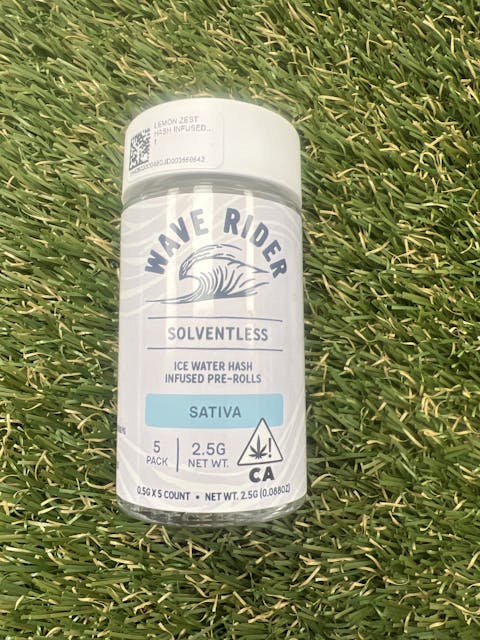 LEMON ZEST
HASH INFUSED...
1
WAVE RIDER
SOLVENTLESS
ICE WATER HASH
INFUSED PRE-ROLLS
SATIVA
5 PACK
2.5G NET WT.
CA
0.5G X 5 COUNT • NET WT. 2.5G (0.088OZ)